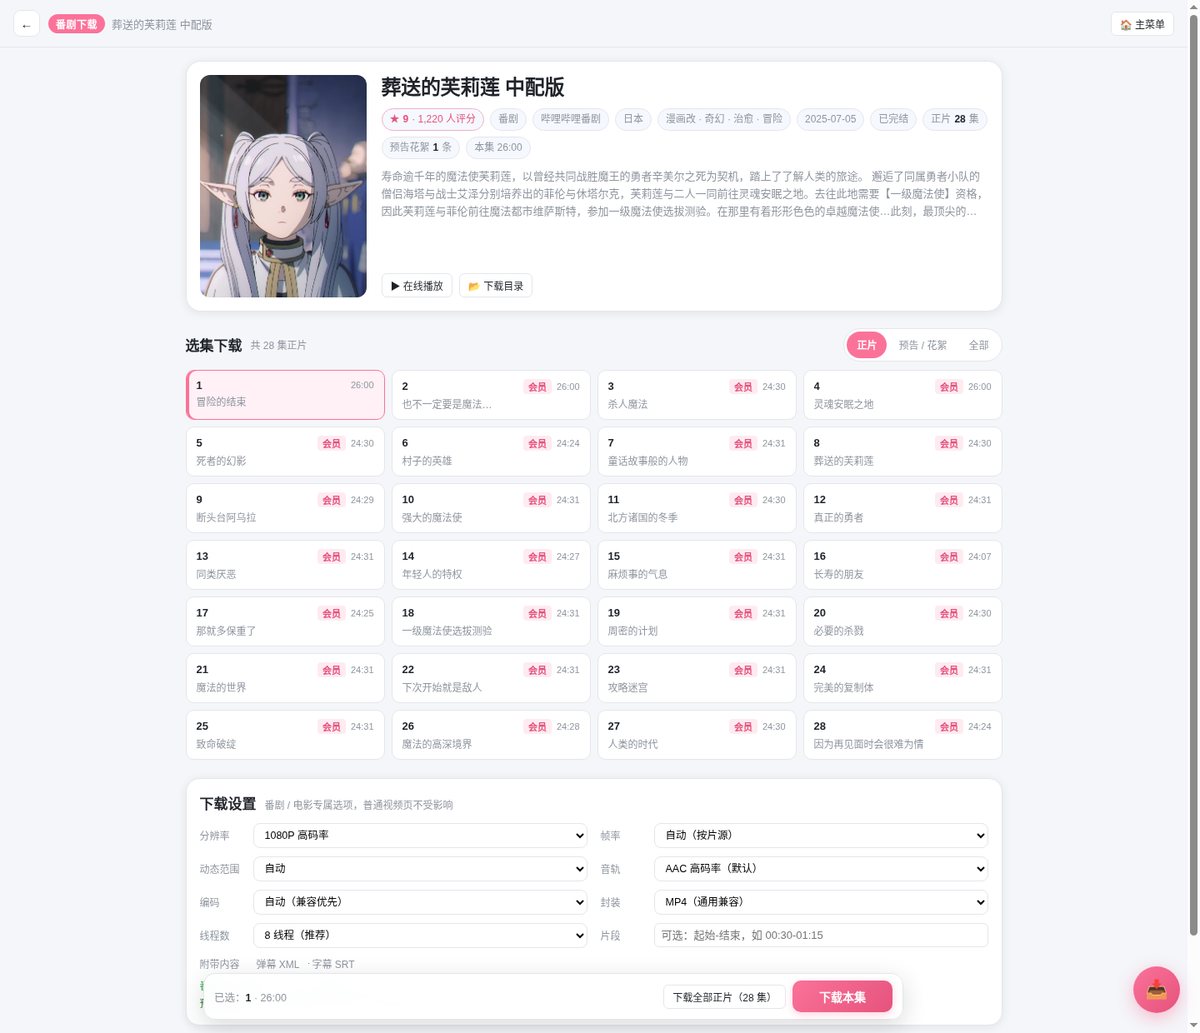 ← 番剧下载 葬送的芙莉莲 中配版 🏠 主菜单
葬送的芙莉莲 中配版
★ 9 · 1,220 人评分 番剧 哔哩哔哩番剧 日本 漫画改 · 奇幻 · 治愈 · 冒险 2025-07-05 已完结 正片 28 集
预告花絮 1 条 本集 26:00
寿命逾千年的魔法使芙莉莲，以曾经共同战胜魔王的勇者辛美尔之死为契机，踏上了了解人类的旅途。 邂逅了同属勇者小队的
僧侣海塔与战士艾泽分别培养出的菲伦与休塔尔克，芙莉莲与二人一同前往灵魂安眠之地。去往此地需要【一级魔法使】资格，
因此芙莉莲与菲伦前往魔法都市维萨斯特，参加一级魔法使选拔测验。在那里有着形形色色的卓越魔法使…此刻，最顶尖的…
▶ 在线播放 📂 下载目录
选集下载 共 28 集正片 正片 预告 / 花絮 全部
1 26:00
冒险的结束
2 会员 26:00
也不一定要是魔法…
3 会员 24:30
杀人魔法
4 会员 26:00
灵魂安眠之地
5 会员 24:30
死者的幻影
6 会员 24:24
村子的英雄
7 会员 24:31
童话故事般的人物
8 会员 24:30
葬送的芙莉莲
9 会员 24:29
断头台阿乌拉
10 会员 24:31
强大的魔法使
11 会员 24:30
北方诸国的冬季
12 会员 24:31
真正的勇者
13 会员 24:31
同类厌恶
14 会员 24:27
年轻人的特权
15 会员 24:31
麻烦事的气息
16 会员 24:07
长寿的朋友
17 会员 24:25
那就多保重了
18 会员 24:31
一级魔法使选拔测验
19 会员 24:31
周密的计划
20 会员 24:30
必要的杀戮
21 会员 24:31
魔法的世界
22 会员 24:31
下次开始就是敌人
23 会员 24:31
攻略迷宫
24 会员 24:31
完美的复制体
25 会员 24:31
致命破绽
26 会员 24:28
魔法的高深境界
27 会员 24:30
人类的时代
28 会员 24:24
因为再见面时会很难为情
下载设置 番剧 / 电影专属选项，普通视频页不受影响
分辨率 1080P 高码率 帧率 自动（按片源）
动态范围 自动 音轨 AAC 高码率（默认）
编码 自动（兼容优先） 封装 MP4（通用兼容）
线程数 8 线程（推荐） 片段 可选：起始-结束，如 00:30-01:15
附带内容 弹幕 XML · 字幕 SRT
已选： 1 · 26:00 下载全部正片（28 集） 下载本集